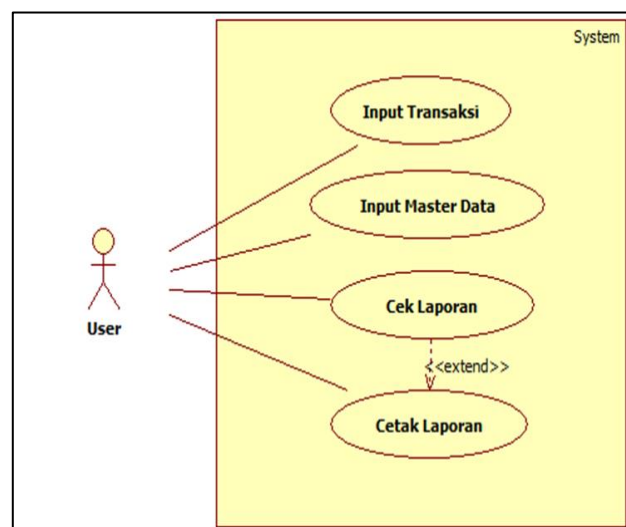 System
Input Transaksi
Input Master Data
Cek Laporan
User
<<extend>>
Cetak Laporan